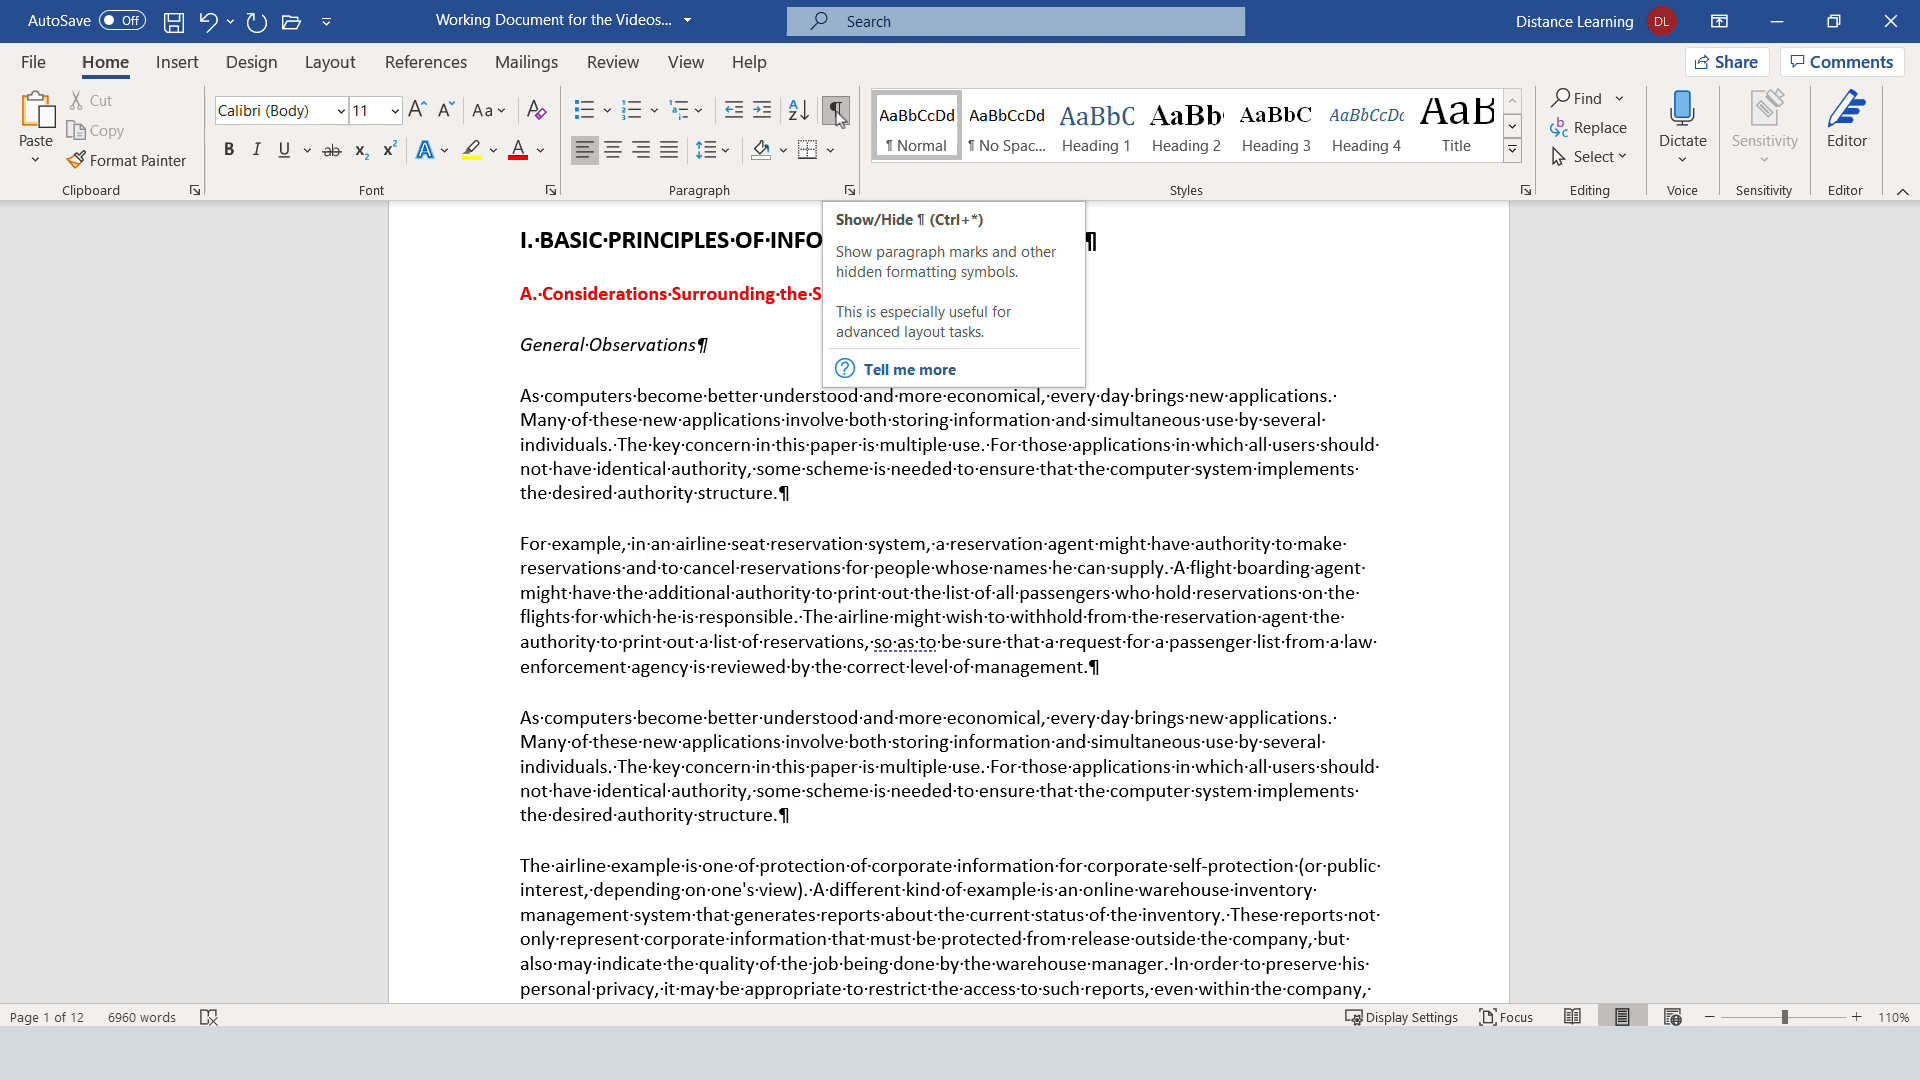 AutoSave Off Working Document for the Videos... Search Distance Learning DL
File Home Insert Design Layout References Mailings Review View Help Share Comments
Paste Cut Copy Format Painter
Clipboard
Calibri (Body) 11 Aa
B I U ab x₂ x² A A
Font
Paragraph
AaBbCcDd AaBbCcDd AaBbC AaBb AaBbC AaBbCcDc AaB
¶ Normal ¶ No Spac... Heading 1 Heading 2 Heading 3 Heading 4 Title
Styles
Find
Replace
Select
Editing
Dictate
Voice
Sensitivity
Sensitivity
Editor
Editor
Show/Hide ¶ (Ctrl+*)
Show paragraph marks and other
hidden formatting symbols.
This is especially useful for
advanced layout tasks.
Tell me more
I.·BASIC·PRINCIPLES·OF·INFO ¶
A.·Considerations·Surrounding·the·S
General·Observations¶
As·computers·become·better·understood·and·more·economical,·every·day·brings·new·applications.·
Many·of·these·new·applications·involve·both·storing·information·and·simultaneous·use·by·several·
individuals.·The·key·concern·in·this·paper·is·multiple·use.·For·those·applications·in·which·all·users·should·
not·have·identical·authority,·some·scheme·is·needed·to·ensure·that·the·computer·system·implements·
the·desired·authority·structure.¶
For·example,·in·an·airline·seat·reservation·system,·a·reservation·agent·might·have·authority·to·make·
reservations·and·to·cancel·reservations·for·people·whose·names·he·can·supply.·A·flight·boarding·agent·
might·have·the·additional·authority·to·print·out·the·list·of·all·passengers·who·hold·reservations·on·the·
flights·for·which·he·is·responsible.·The·airline·might·wish·to·withhold·from·the·reservation·agent·the·
authority·to·print·out·a·list·of·reservations,·so·as·to·be·sure·that·a·request·for·a·passenger·list·from·a·law·
enforcement·agency·is·reviewed·by·the·correct·level·of·management.¶
As·computers·become·better·understood·and·more·economical,·every·day·brings·new·applications.·
Many·of·these·new·applications·involve·both·storing·information·and·simultaneous·use·by·several·
individuals.·The·key·concern·in·this·paper·is·multiple·use.·For·those·applications·in·which·all·users·should·
not·have·identical·authority,·some·scheme·is·needed·to·ensure·that·the·computer·system·implements·
the·desired·authority·structure.¶
The·airline·example·is·one·of·protection·of·corporate·information·for·corporate·self-protection·(or·public·
interest,·depending·on·one's·view).·A·different·kind·of·example·is·an·online·warehouse·inventory·
management·system·that·generates·reports·about·the·current·status·of·the·inventory.·These·reports·not·
only·represent·corporate·information·that·must·be·protected·from·release·outside·the·company,·but·
also·may·indicate·the·quality·of·the·job·being·done·by·the·warehouse·manager.·In·order·to·preserve·his·
personal·privacy,·it·may·be·appropriate·to·restrict·the·access·to·such·reports,·even·within·the·company,·
Page 1 of 12 6960 words Display Settings Focus 110%